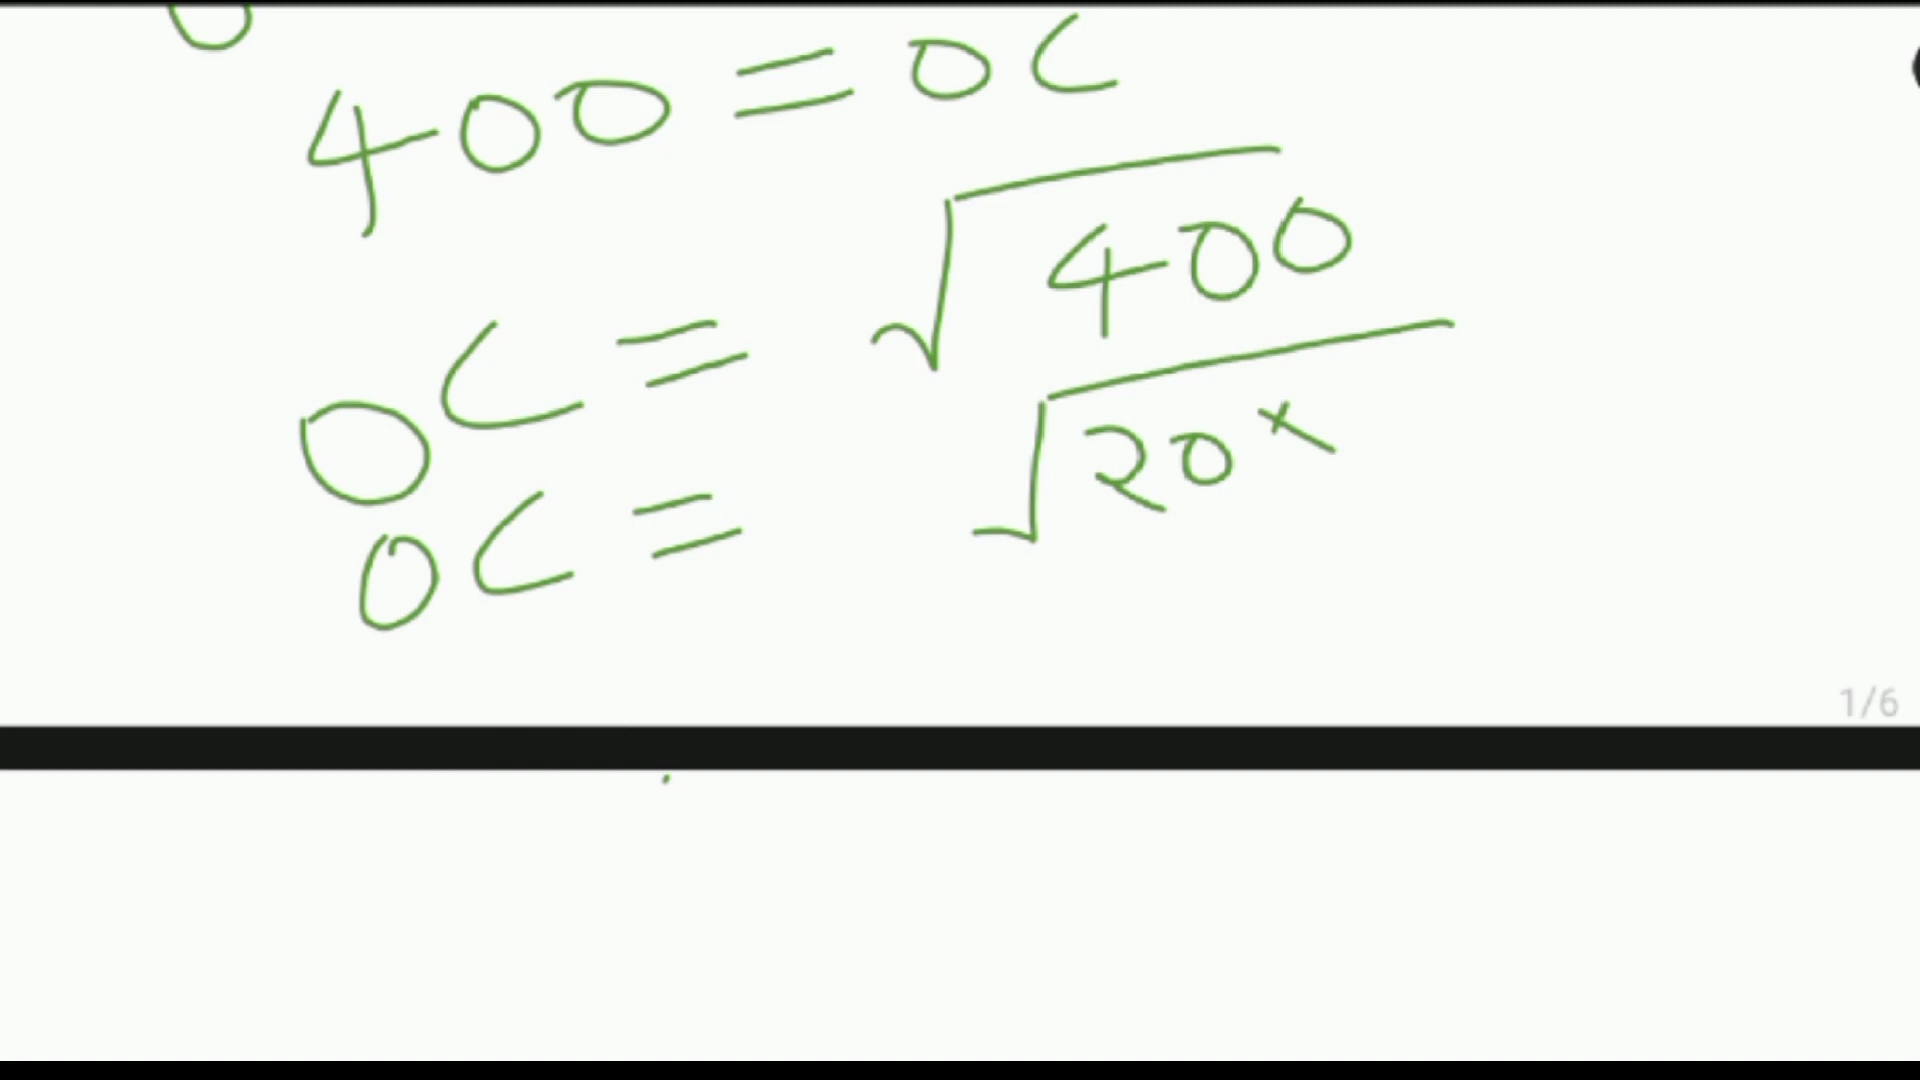 400 = OC
OC = √400
OC = √20×
1/6